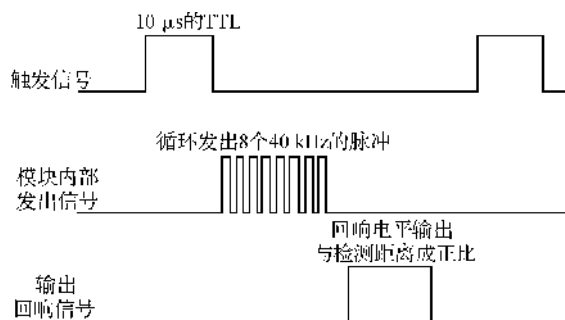 10 μs的TTL
触发信号
循环发出8个40 kHz的脉冲
模块内部
发出信号
回响电平输出
与检测距离成正比
输出
回响信号